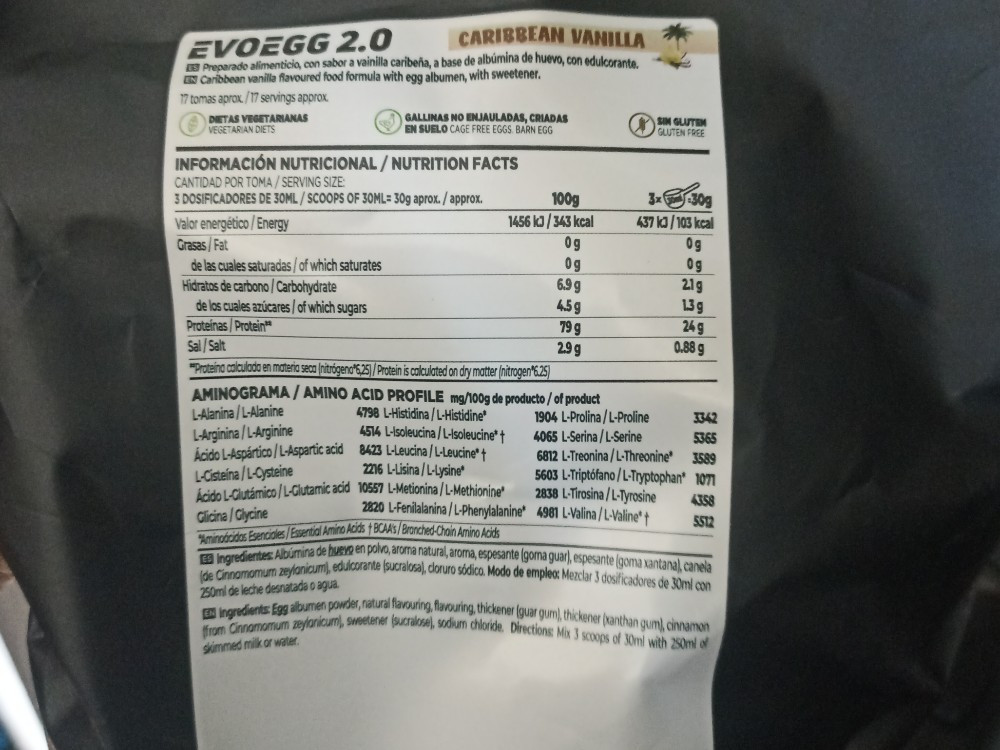 EVOEGG 2.0
CARIBBEAN VANILLA
ES Preparado alimenticio, con sabor a vainilla caribeña, a base de albúmina de huevo, con edulcorante.
EN Caribbean vanilla flavoured food formula with egg albumen, with sweetener.
17 tomas aprox. / 17 servings approx.
DIETAS VEGETARIANAS
VEGETARIAN DIETS
GALLINAS NO ENJAULADAS, CRIADAS
EN SUELO CAGE FREE EGGS. BARN EGG
SIN GLUTEN
GLUTEN FREE
INFORMACIÓN NUTRICIONAL / NUTRITION FACTS
CANTIDAD POR TOMA / SERVING SIZE:
3 DOSIFICADORES DE 30ML / SCOOPS OF 30ML= 30g aprox. / approx. 100g 3x 30ml =30g
Valor energético / Energy 1456 kJ / 343 kcal 437 kJ / 103 kcal
Grasas / Fat 0 g 0 g
de las cuales saturadas / of which saturates 0 g 0 g
Hidratos de carbono / Carbohydrate 6.9 g 2.1 g
de los cuales azúcares / of which sugars 4.5 g 1.3 g
Proteínas / Protein** 79 g 24 g
Sal / Salt 2.9 g 0.88 g
**Proteína calculada en materia seca (nitrógeno*6,25) / Protein is calculated on dry matter (nitrogen*6.25)
AMINOGRAMA / AMINO ACID PROFILE mg/100g de producto / of product
L-Alanina / L-Alanine 4798 L-Histidina / L-Histidine* 1904 L-Prolina / L-Proline 3342
L-Arginina / L-Arginine 4514 L-Isoleucina / L-Isoleucine* † 4065 L-Serina / L-Serine 5365
Ácido L-Aspártico / L-Aspartic acid 8423 L-Leucina / L-Leucine* † 6812 L-Treonina / L-Threonine* 3589
L-Cisteína / L-Cysteine 2216 L-Lisina / L-Lysine* 5603 L-Triptófano / L-Tryptophan* 1071
Ácido L-Glutámico / L-Glutamic acid 10557 L-Metionina / L-Methionine* 2838 L-Tirosina / L-Tyrosine 4358
Glicina / Glycine 2820 L-Fenilalanina / L-Phenylalanine* 4981 L-Valina / L-Valine* † 5512
*Aminoácidos Esenciales / Essential Amino Acids † BCAA's / Branched-Chain Amino Acids
ES Ingredientes: Albúmina de huevo en polvo, aroma natural, aroma, espesante (goma guar), espesante (goma xantana), canela
(de Cinnamomum zeylanicum), edulcorante (sucralosa), cloruro sódico. Modo de empleo: Mezclar 3 dosificadores de 30ml con
250ml de leche desnatada o agua.
EN Ingredients: Egg albumen powder, natural flavouring, flavouring, thickener (guar gum), thickener (xanthan gum), cinnamon
(from Cinnamomum zeylanicum), sweetener (sucralose), sodium chloride. Directions: Mix 3 scoops of 30ml with 250ml of
skimmed milk or water.